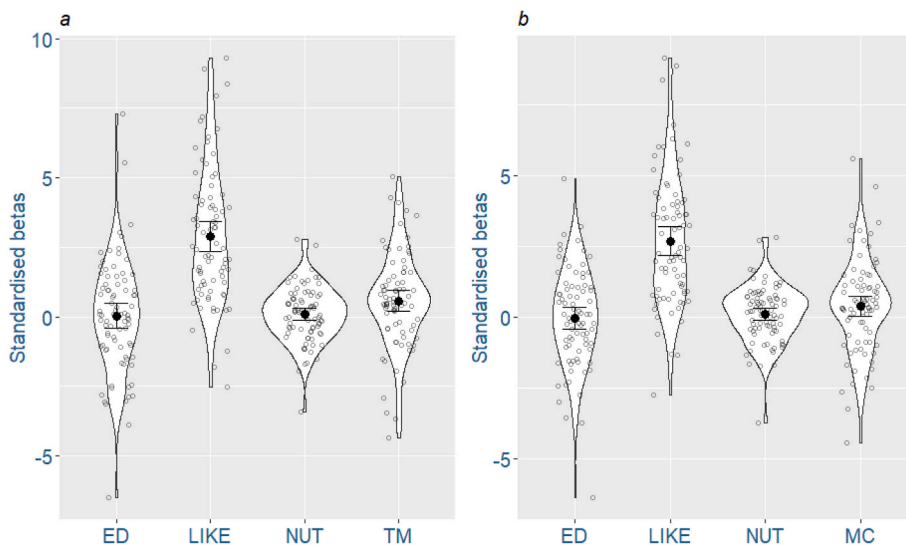 a
b
10
5
0
-5
Standardised betas
ED LIKE NUT TM
5
0
-5
Standardised betas
ED LIKE NUT MC